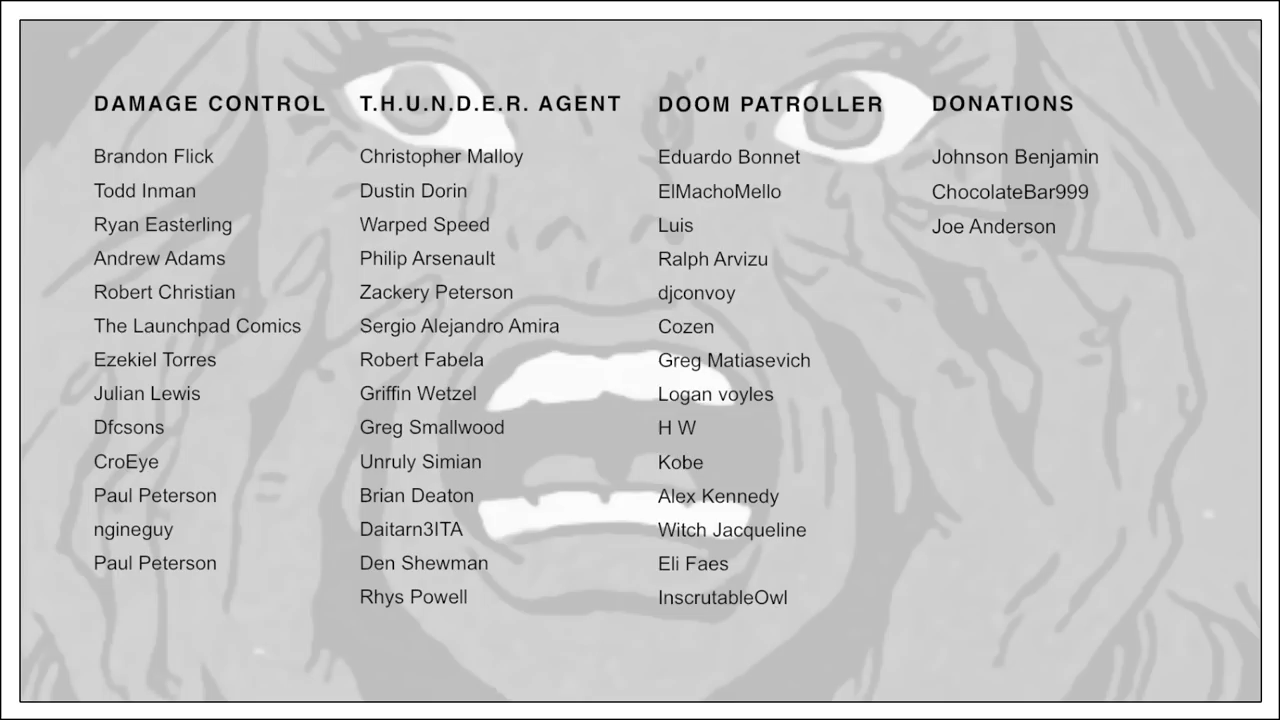 DAMAGE CONTROL
Brandon Flick
Todd Inman
Ryan Easterling
Andrew Adams
Robert Christian
The Launchpad Comics
Ezekiel Torres
Julian Lewis
Dfcsons
CroEye
Paul Peterson
ngineguy
Paul Peterson
T.H.U.N.D.E.R. AGENT
Christopher Malloy
Dustin Dorin
Warped Speed
Philip Arsenault
Zackery Peterson
Sergio Alejandro Amira
Robert Fabela
Griffin Wetzel
Greg Smallwood
Unruly Simian
Brian Deaton
Daitarn3ITA
Den Shewman
Rhys Powell
DOOM PATROLLER
Eduardo Bonnet
ElMachoMello
Luis
Ralph Arvizu
djconvoy
Cozen
Greg Matiasevich
Logan voyles
H W
Kobe
Alex Kennedy
Witch Jacqueline
Eli Faes
InscrutableOwl
DONATIONS
Johnson Benjamin
ChocolateBar999
Joe Anderson